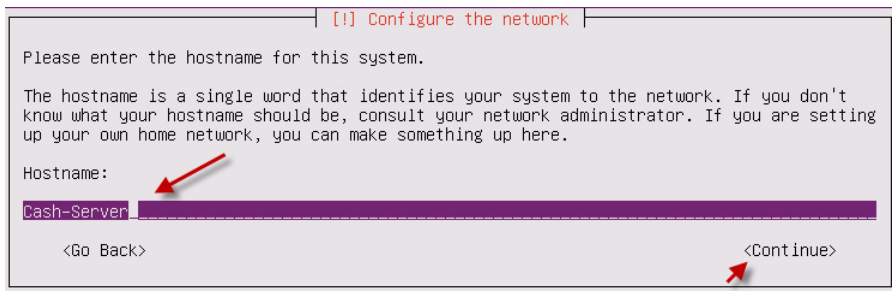 [!] Configure the network
Please enter the hostname for this system.
The hostname is a single word that identifies your system to the network. If you don't
know what your hostname should be, consult your network administrator. If you are setting
up your own home network, you can make something up here.
Hostname:
Cash-Server
<Go Back> <Continue>